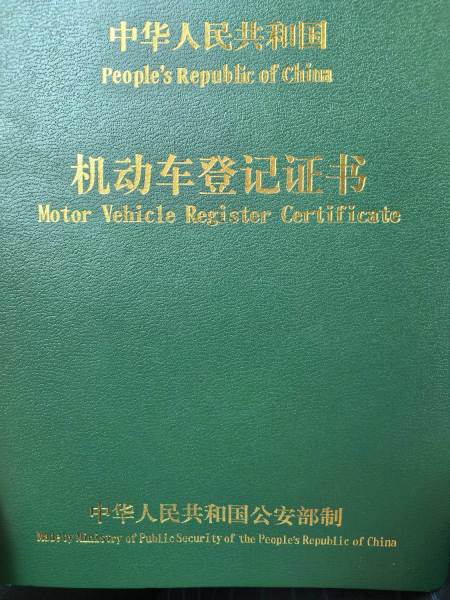 中华人民共和国
People's Republic of China
机动车登记证书
Motor Vehicle Register Certificate
中华人民共和国公安部制
Made by Ministry of Public Security of the People's Republic of China